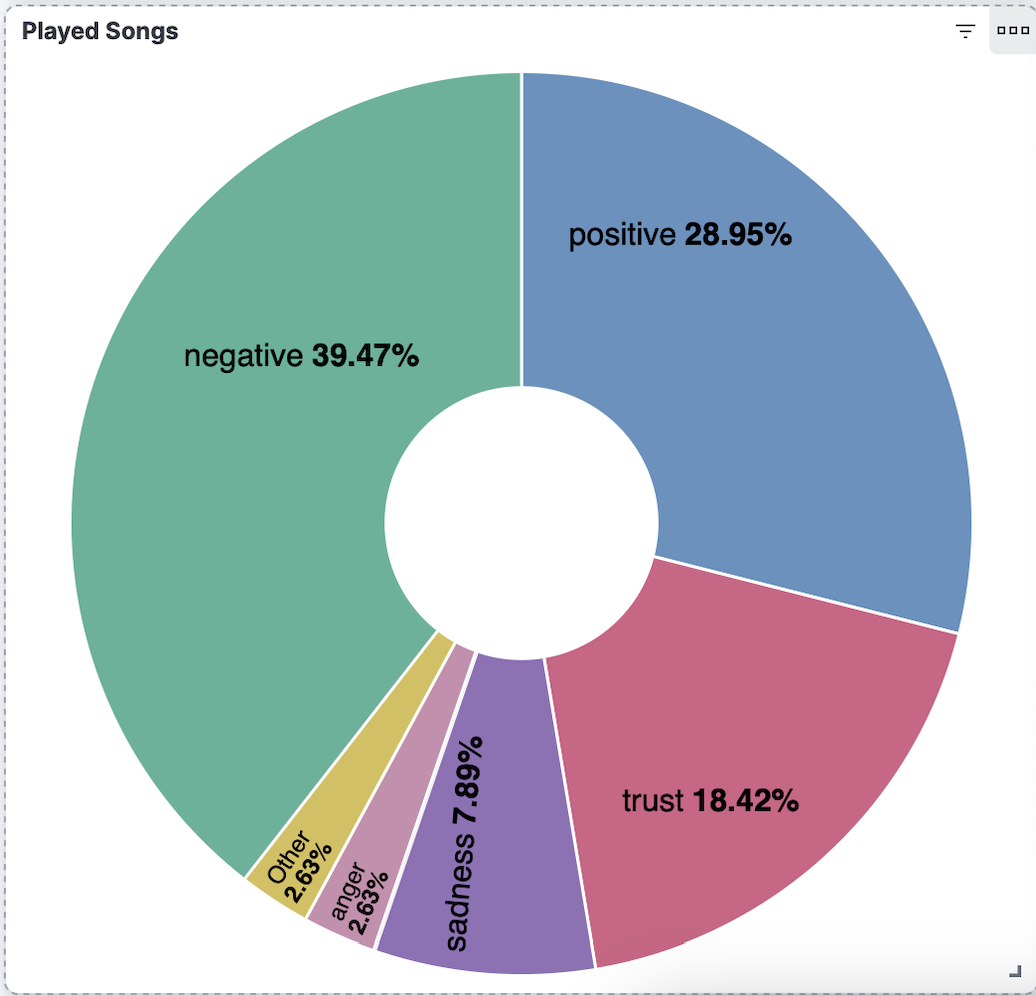 Played Songs
positive 28.95%
negative 39.47%
trust 18.42%
sadness 7.89%
anger
2.63%
Other
2.63%